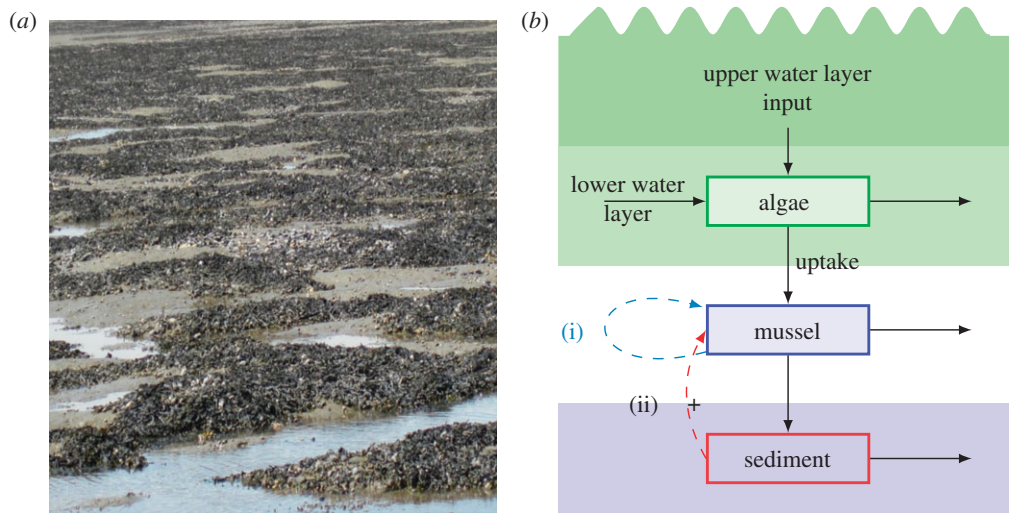 (a)
(b)
upper water layer
input
lower water
layer
algae
uptake
(i)
mussel
(ii)
+
sediment